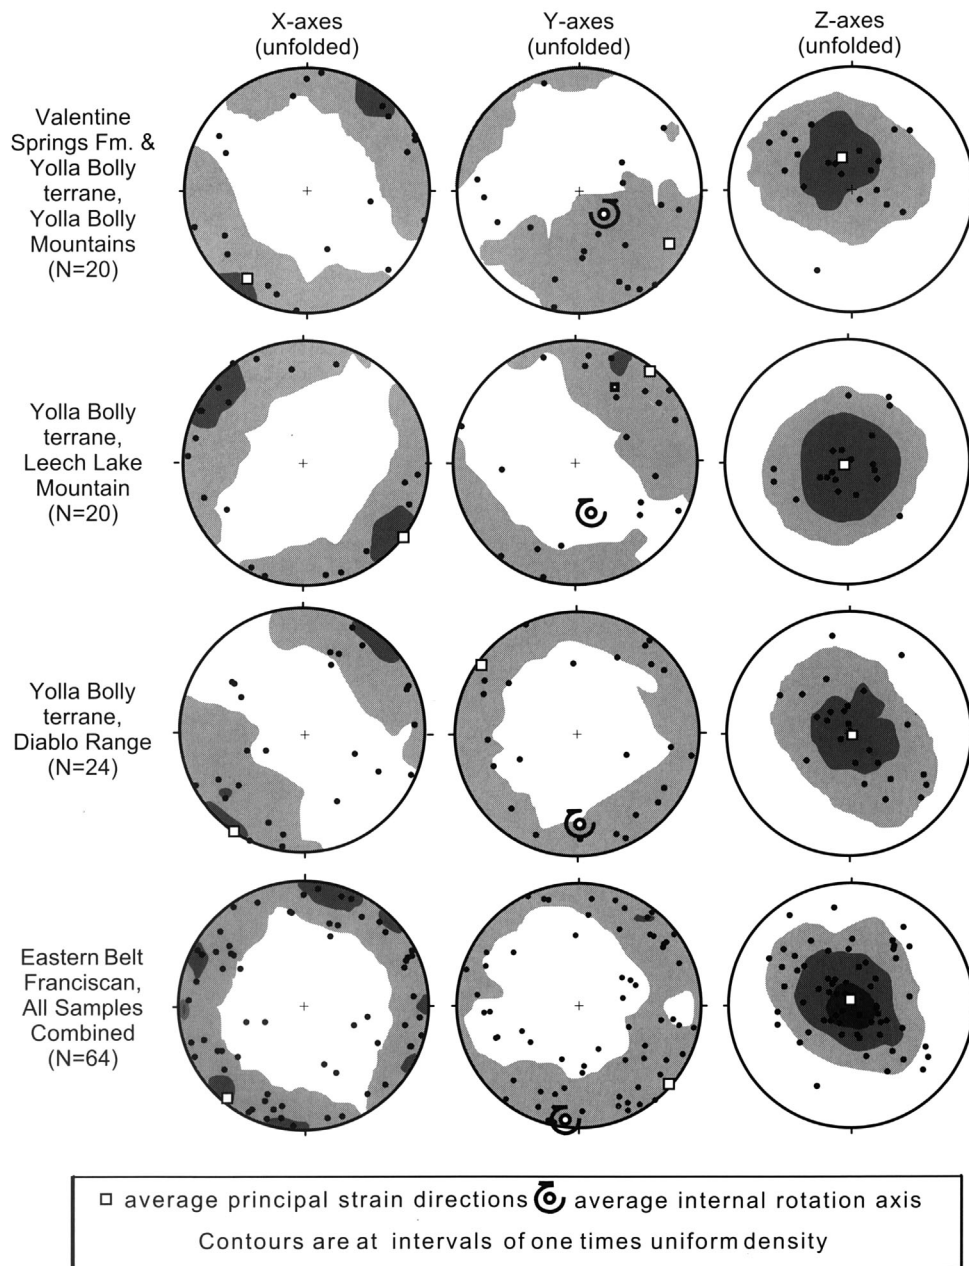 X-axes
(unfolded)
Y-axes
(unfolded)
Z-axes
(unfolded)
Valentine
Springs Fm. &
Yolla Bolly
terrane,
Yolla Bolly
Mountains
(N=20)
Yolla Bolly
terrane,
Leech Lake
Mountain
(N=20)
Yolla Bolly
terrane,
Diablo Range
(N=24)
Eastern Belt
Franciscan,
All Samples
Combined
(N=64)
average principal strain directions average internal rotation axis
Contours are at intervals of one times uniform density